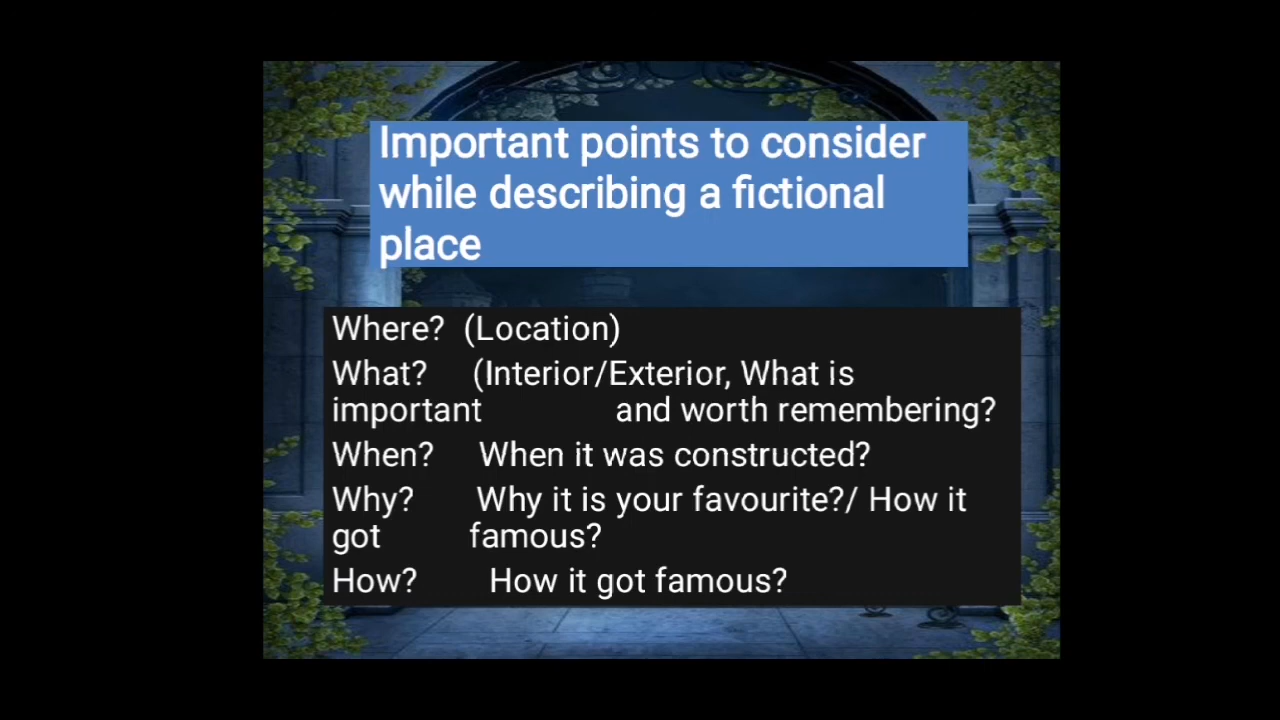 Important points to consider
while describing a fictional
place
Where? (Location)
What? (Interior/Exterior, What is
important and worth remembering?
When? When it was constructed?
Why? Why it is your favourite?/ How it
got famous?
How? How it got famous?